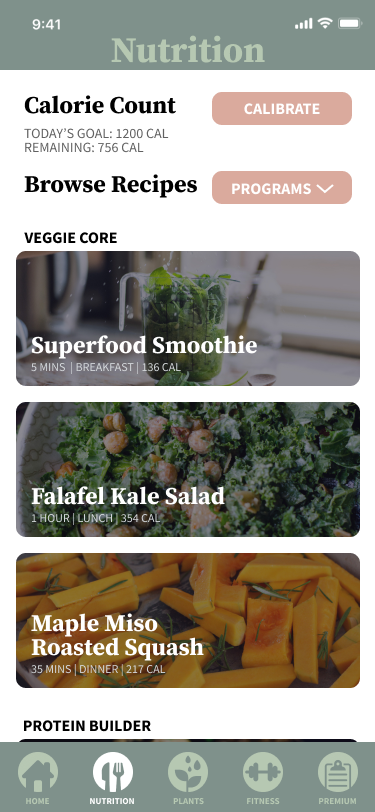 9:41
Nutrition
Calorie Count
CALIBRATE
TODAY'S GOAL: 1200 CAL
REMAINING: 756 CAL
Browse Recipes
PROGRAMS
VEGGIE CORE
Superfood Smoothie
5 MINS | BREAKFAST | 136 CAL
Falafel Kale Salad
1 HOUR | LUNCH | 354 CAL
Maple Miso
Roasted Squash
35 MINS | DINNER | 217 CAL
PROTEIN BUILDER
HOME
NUTRITION
PLANTS
FITNESS
PREMIUM